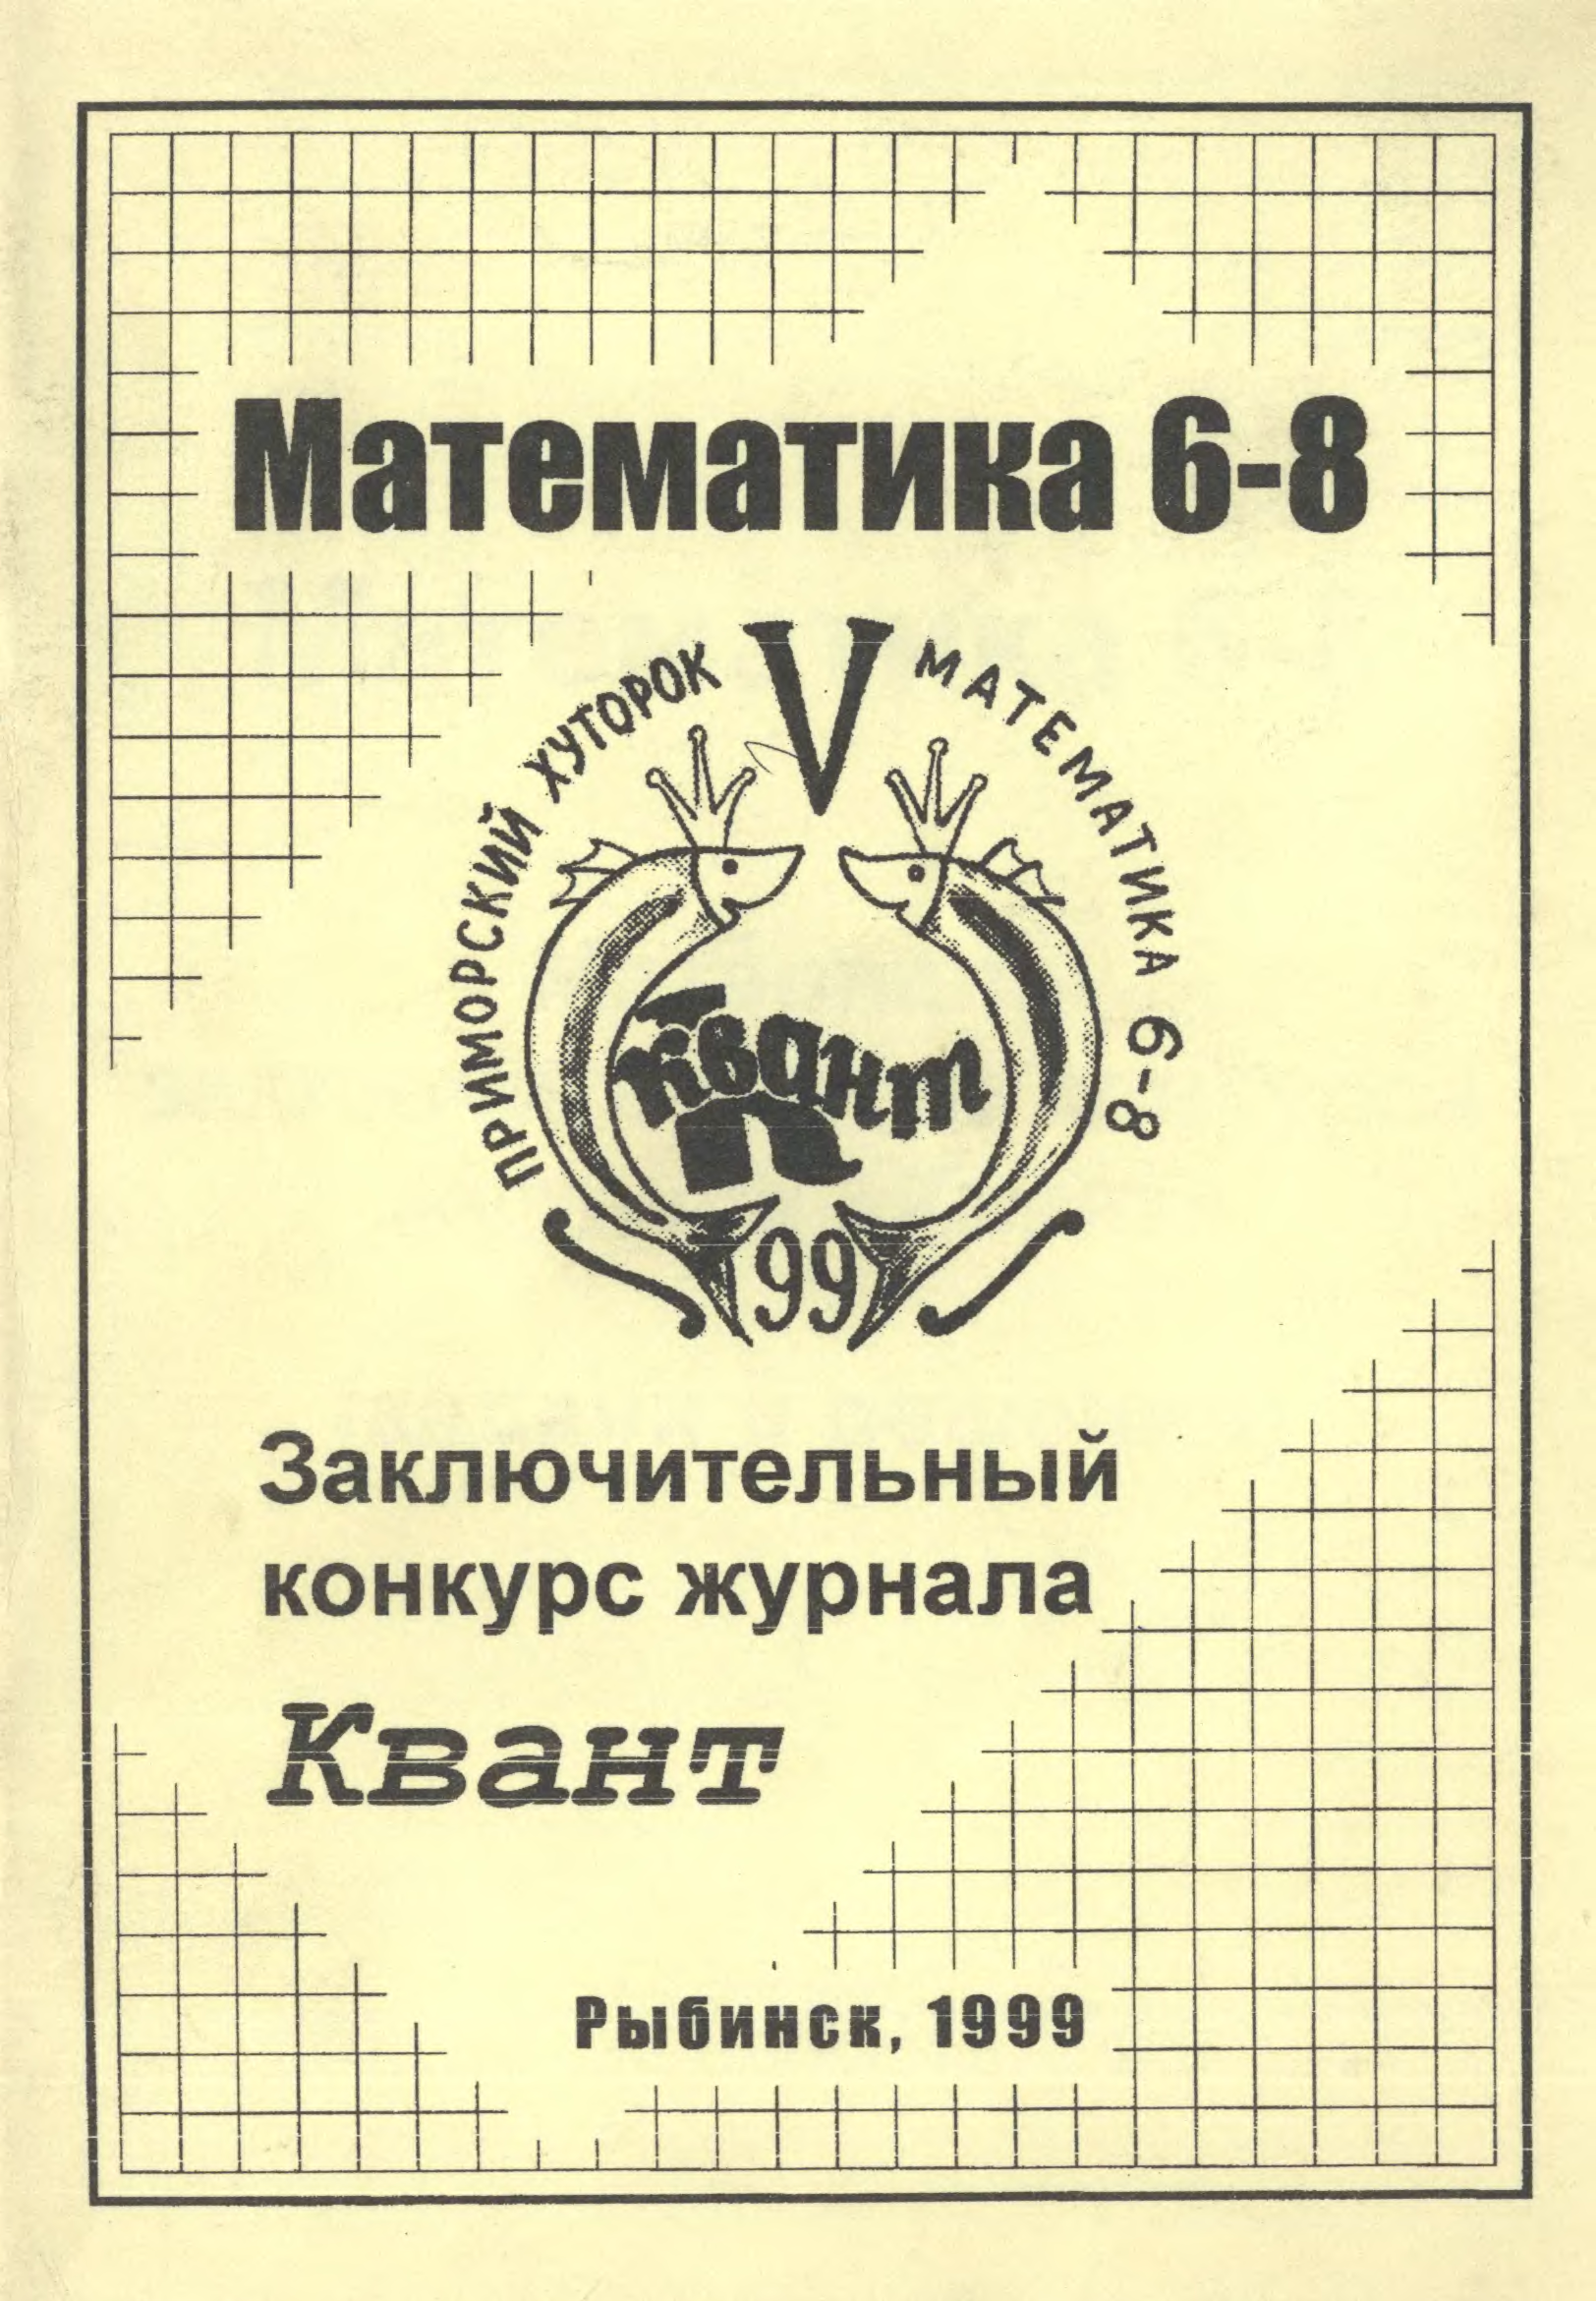 Математика 6-8
ПРИМОРСКИЙ ХУТОРОК
V
МАТЕМАТИКА 6-8
Квант
99
Заключительный
конкурс журнала
Квант
Рыбинск, 1999